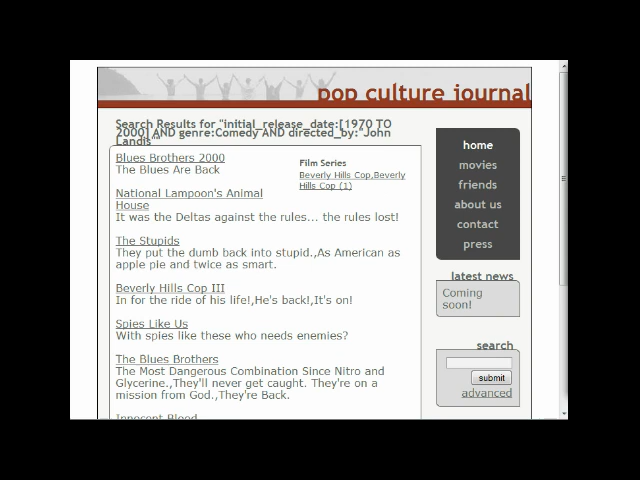 pop culture journal
Search Results for "initial_release_date:[1970 TO
2000] AND genre:Comedy AND directed_by:"John
Landis""
Blues Brothers 2000
The Blues Are Back
Film Series
Beverly Hills Cop,Beverly
Hills Cop (1)
National Lampoon's Animal
House
It was the Deltas against the rules... the rules lost!
The Stupids
They put the dumb back into stupid.,As American as
apple pie and twice as smart.
Beverly Hills Cop III
In for the ride of his life!,He's back!,It's on!
Spies Like Us
With spies like these who needs enemies?
The Blues Brothers
The Most Dangerous Combination Since Nitro and
Glycerine.,They'll never get caught. They're on a
mission from God.,They're Back.
Innocent Blood
home
movies
friends
about us
contact
press
latest news
Coming
soon!
search
submit
advanced